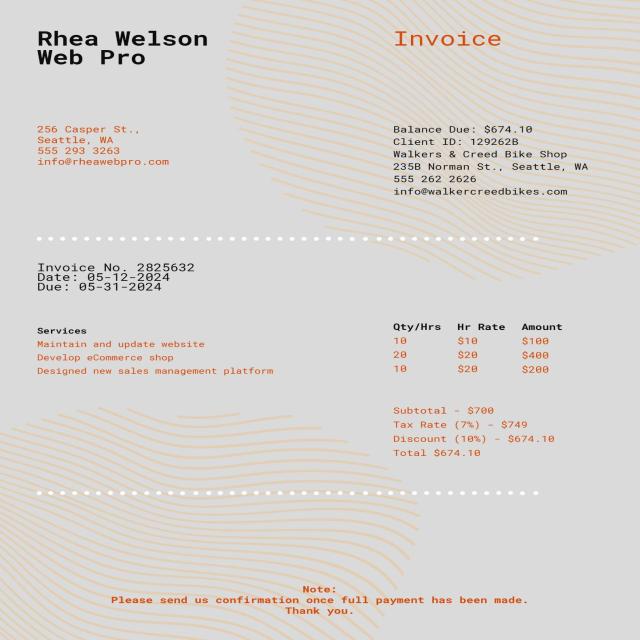 Rhea Welson
Web Pro
Invoice
256 Casper St.,
Seattle, WA
555 293 3263
info@rheawebpro.com
Balance Due: $674.10
Client ID: 129262B
Walkers & Creed Bike Shop
235B Norman St., Seattle, WA
555 262 2626
info@walkercreedbikes.com
Invoice No. 2825632
Date: 05-12-2024
Due: 05-31-2024
Services
Maintain and update website
Develop eCommerce shop
Designed new sales management platform
Qty/Hrs Hr Rate Amount
10 $10 $100
20 $20 $400
10 $20 $200
Subtotal - $700
Tax Rate (7%) - $749
Discount (10%) - $674.10
Total $674.10
Note:
Please send us confirmation once full payment has been made.
Thank you.